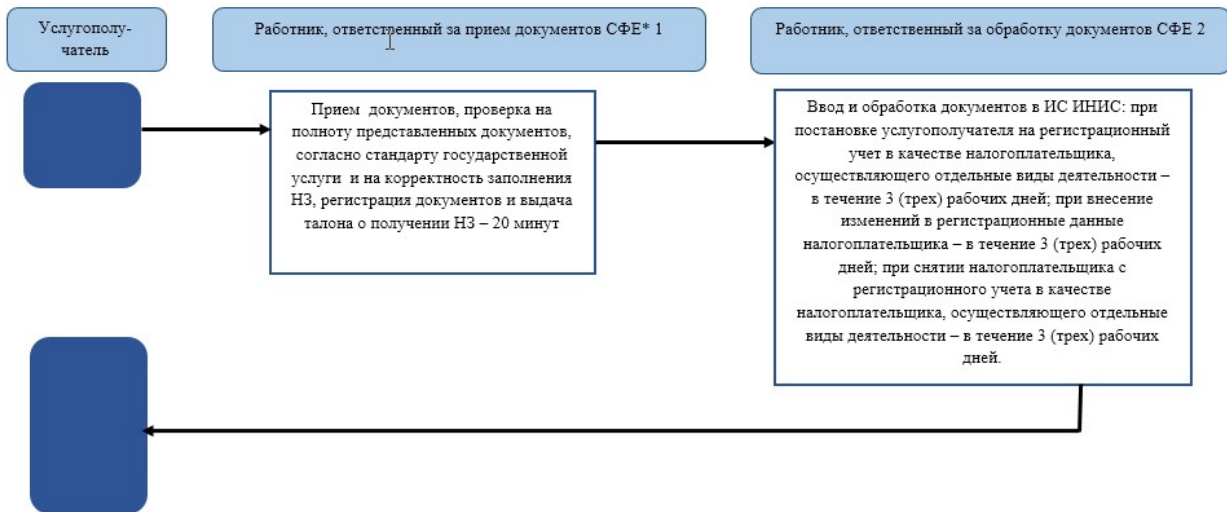 Услугополу-
чатель
Работник, ответственный за прием документов СФЕ* 1
Работник, ответственный за обработку документов СФЕ 2
Прием документов, проверка на
полноту представленных документов,
согласно стандарту государственной
услуги и на корректность заполнения
НЗ, регистрация документов и выдача
талона о получении НЗ – 20 минут
Ввод и обработка документов в ИС ИНИС: при
постановке услугополучателя на регистрационный
учет в качестве налогоплательщика,
осуществляющего отдельные виды деятельности –
в течение 3 (трех) рабочих дней; при внесение
изменений в регистрационные данные
налогоплательщика – в течение 3 (трех) рабочих
дней; при снятии налогоплательщика с
регистрационного учета в качестве
налогоплательщика, осуществляющего отдельные
виды деятельности – в течение 3 (трех) рабочих
дней.